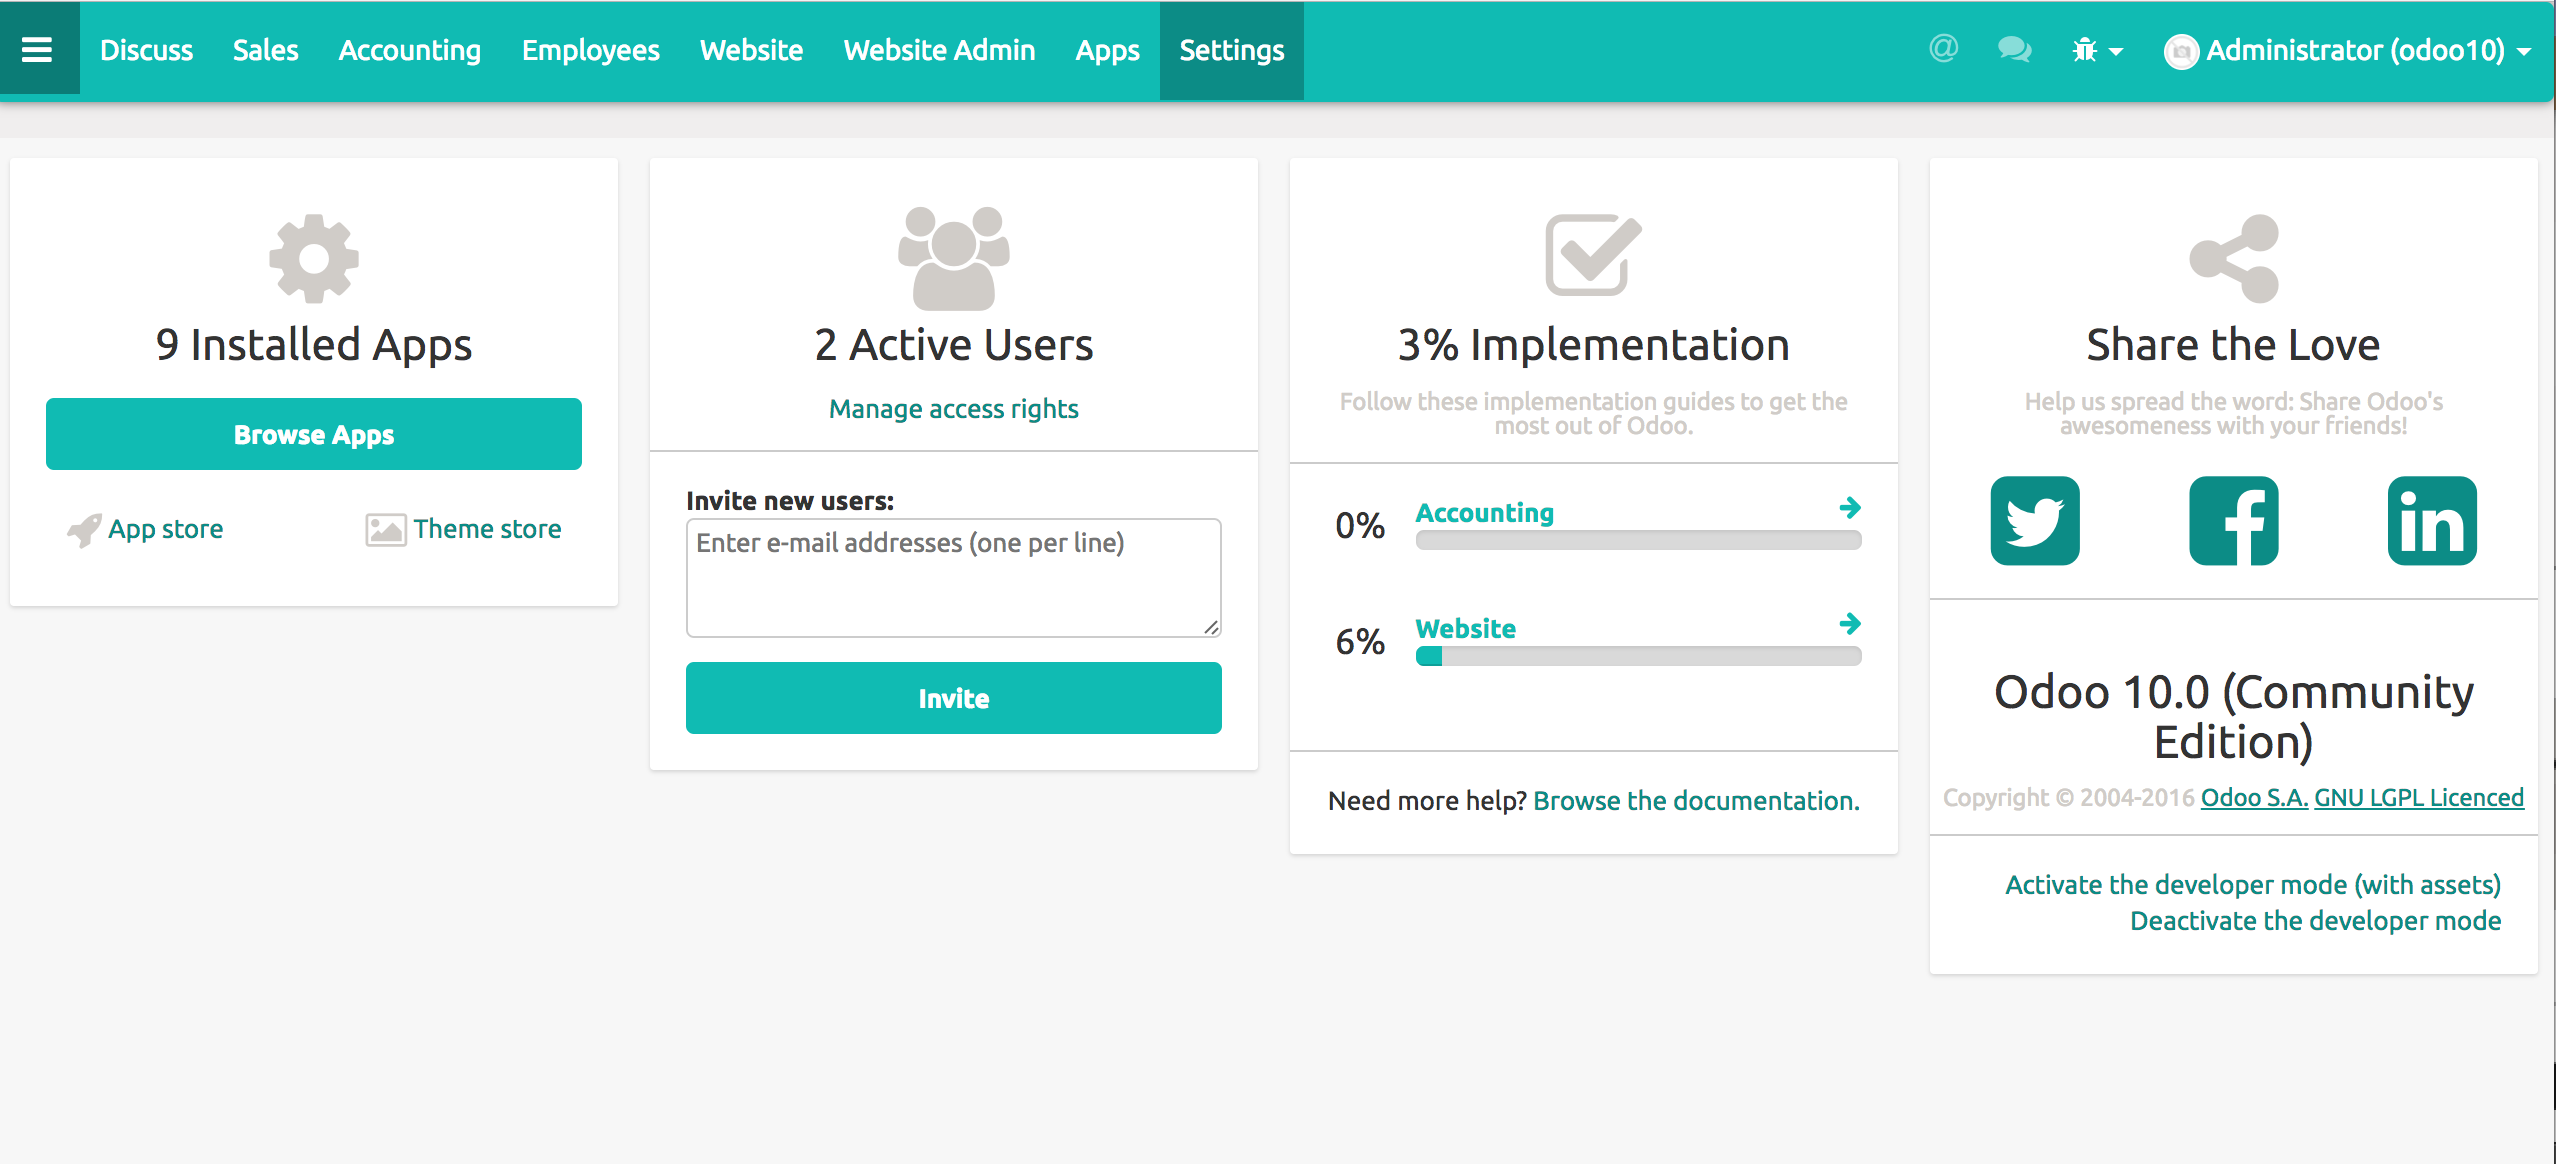 Discuss Sales Accounting Employees Website Website Admin Apps Settings @ Administrator (odoo10)
9 Installed Apps
Browse Apps
App store Theme store
2 Active Users
Manage access rights
Invite new users:
Enter e-mail addresses (one per line)
Invite
3% Implementation
Follow these implementation guides to get the
most out of Odoo.
0% Accounting
6% Website
Need more help? Browse the documentation.
Share the Love
Help us spread the word: Share Odoo's
awesomeness with your friends!
Odoo 10.0 (Community
Edition)
Copyright © 2004-2016 Odoo S.A. GNU LGPL Licenced
Activate the developer mode (with assets)
Deactivate the developer mode